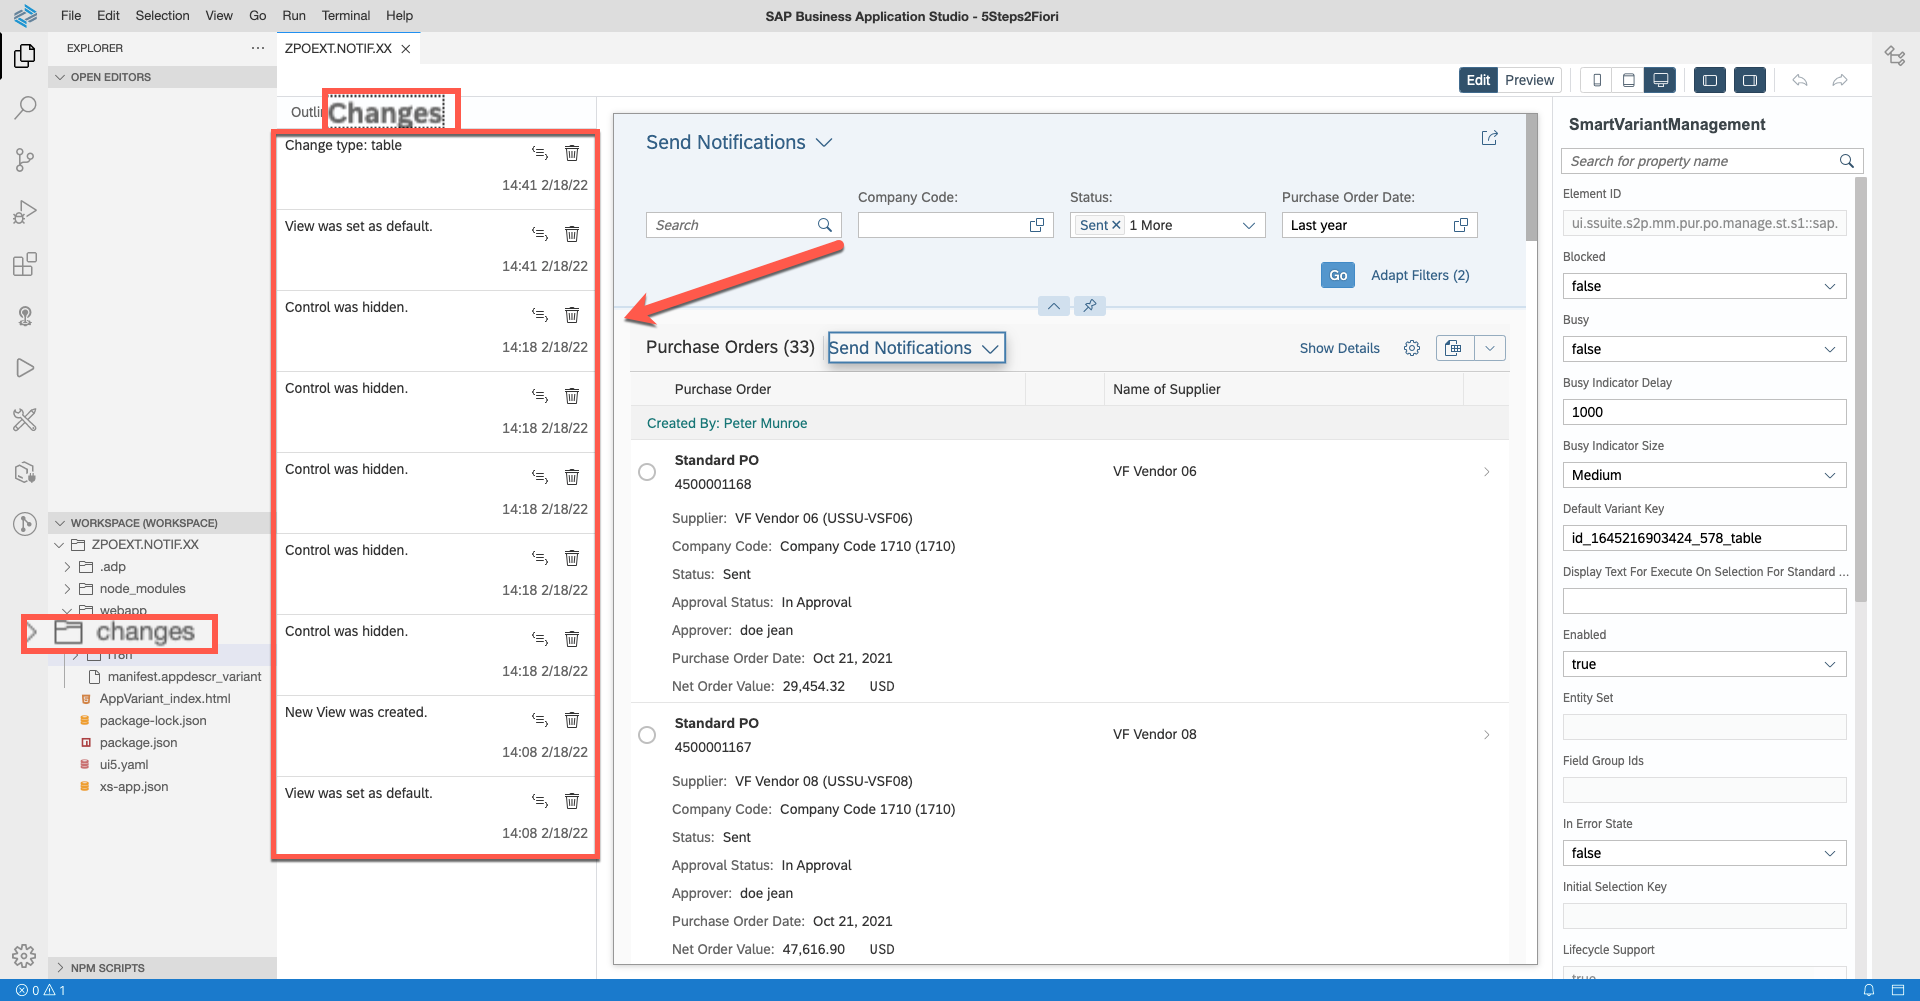 File Edit Selection View Go Run Terminal Help
SAP Business Application Studio - 5Steps2Fiori
EXPLORER
OPEN EDITORS
WORKSPACE (WORKSPACE)
ZPOEXT.NOTIF.XX
.adp
node_modules
webapp
changes
i18n
manifest.appdescr_variant
AppVariant_index.html
package-lock.json
package.json
ui5.yaml
xs-app.json
NPM SCRIPTS
0 1
ZPOEXT.NOTIF.XX
Edit Preview
Changes
Change type: table
14:41 2/18/22
View was set as default.
14:41 2/18/22
Control was hidden.
14:18 2/18/22
Control was hidden.
14:18 2/18/22
Control was hidden.
14:18 2/18/22
Control was hidden.
14:18 2/18/22
Control was hidden.
14:18 2/18/22
New View was created.
14:08 2/18/22
View was set as default.
14:08 2/18/22
Send Notifications
Company Code: Status: Purchase Order Date:
Search Sent 1 More Last year
Go Adapt Filters (2)
Purchase Orders (33) Send Notifications Show Details
Purchase Order Name of Supplier
Created By: Peter Munroe
Standard PO
4500001168
VF Vendor 06
Supplier: VF Vendor 06 (USSU-VSF06)
Company Code: Company Code 1710 (1710)
Status: Sent
Approval Status: In Approval
Approver: doe jean
Purchase Order Date: Oct 21, 2021
Net Order Value: 29,454.32 USD
Standard PO
4500001167
VF Vendor 08
Supplier: VF Vendor 08 (USSU-VSF08)
Company Code: Company Code 1710 (1710)
Status: Sent
Approval Status: In Approval
Approver: doe jean
Purchase Order Date: Oct 21, 2021
Net Order Value: 47,616.90 USD
SmartVariantManagement
Search for property name
Element ID
ui.ssuite.s2p.mm.pur.po.manage.st.s1::sap.
Blocked
false
Busy
false
Busy Indicator Delay
1000
Busy Indicator Size
Medium
Default Variant Key
id_1645216903424_578_table
Display Text For Execute On Selection For Standard ...
Enabled
true
Entity Set
Field Group Ids
In Error State
false
Initial Selection Key
Lifecycle Support
true